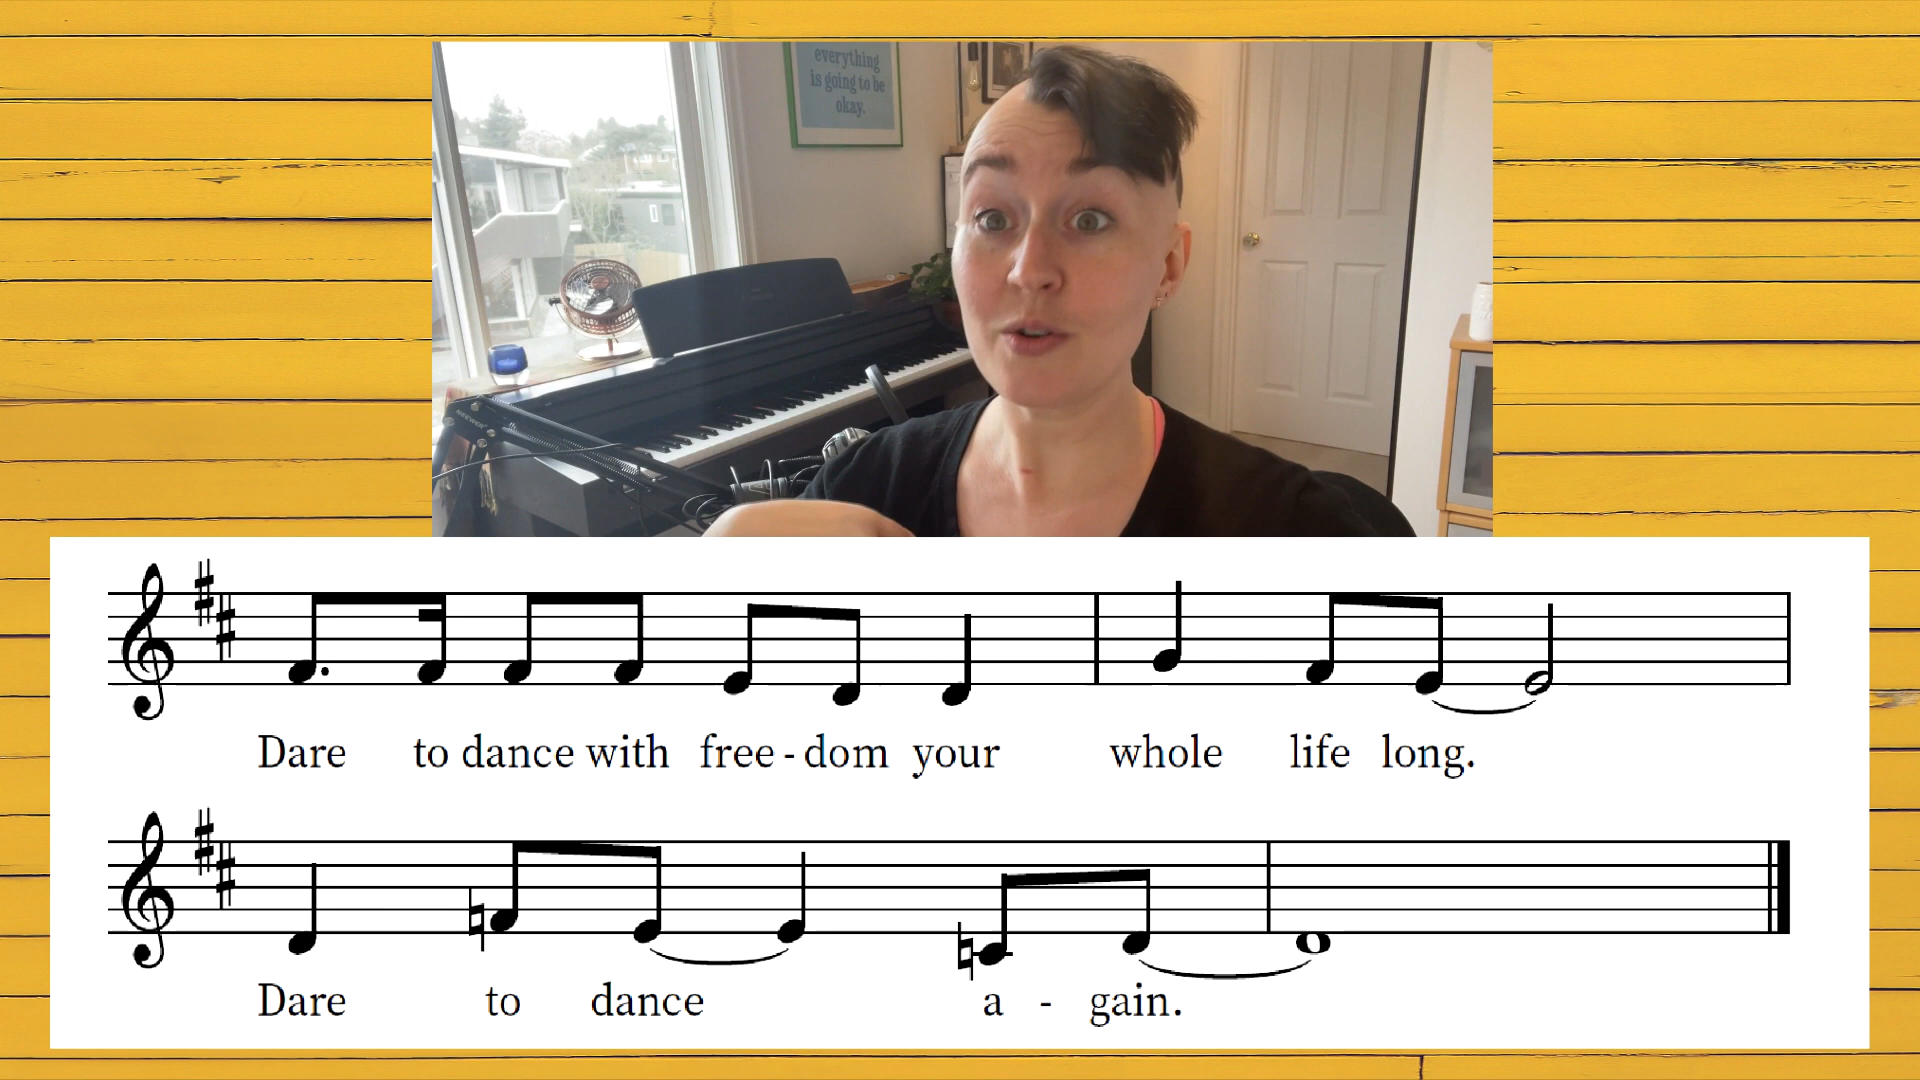 everything
is going to be
okay.
Dare to dance with free - dom your whole life long.
Dare to dance a - gain.